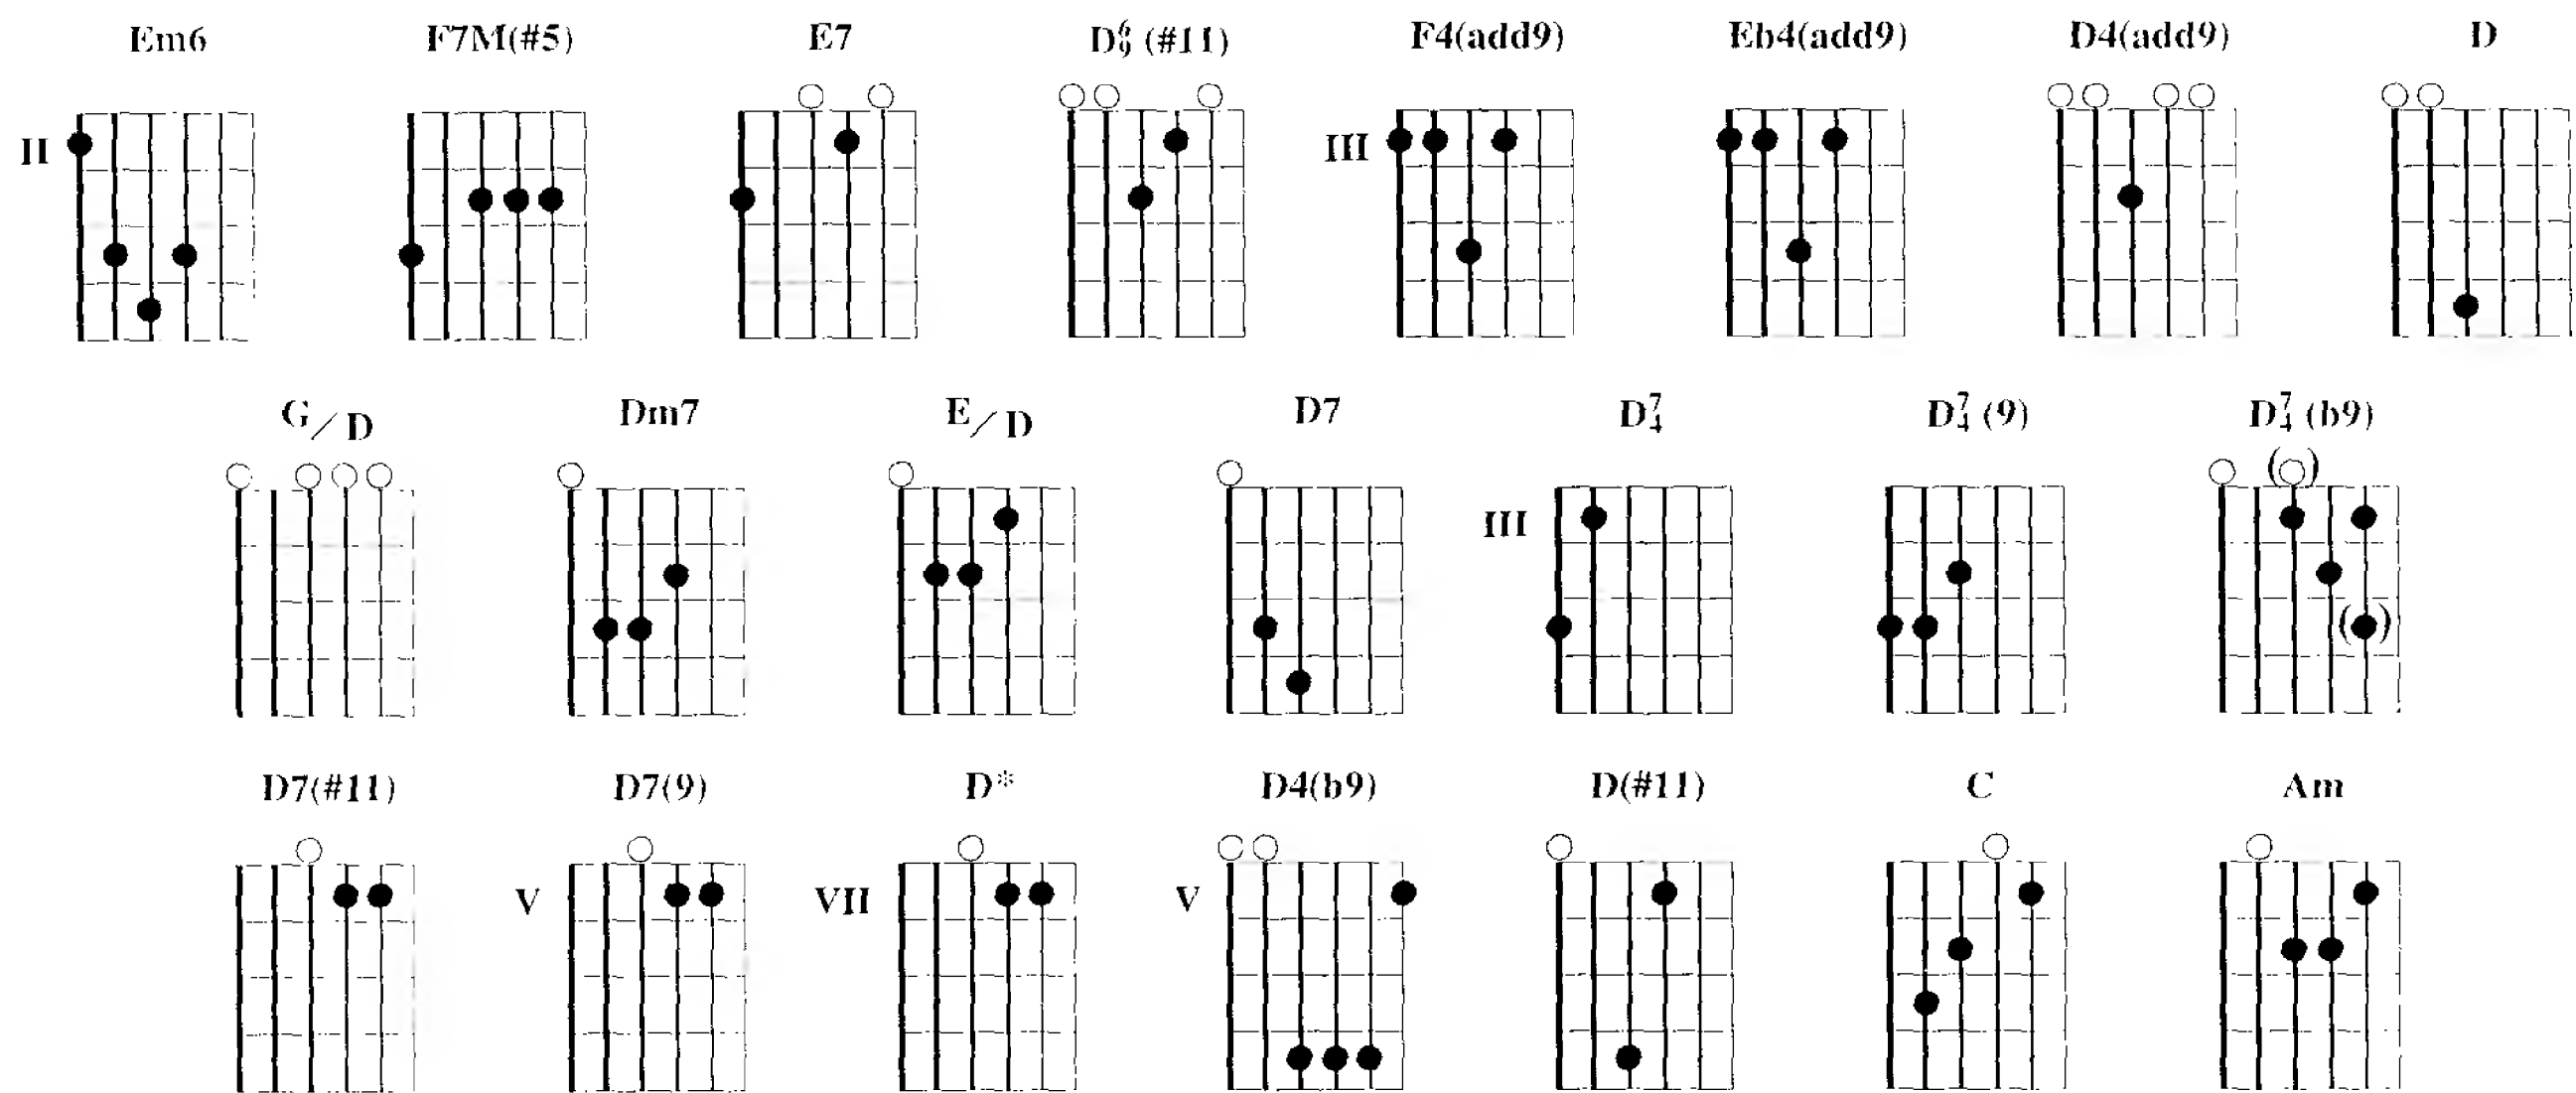 Em6 F7M(#5) E7 D6/9 (#11) F4(add9) Eb4(add9) D4(add9) D
II III
G/D Dm7 E/D D7 D7/4 D7/4 (9) D7/4 (b9)
( )
III
( )
D7(#11) D7(9) D* D4(b9) D(#11) C Am
V VII V